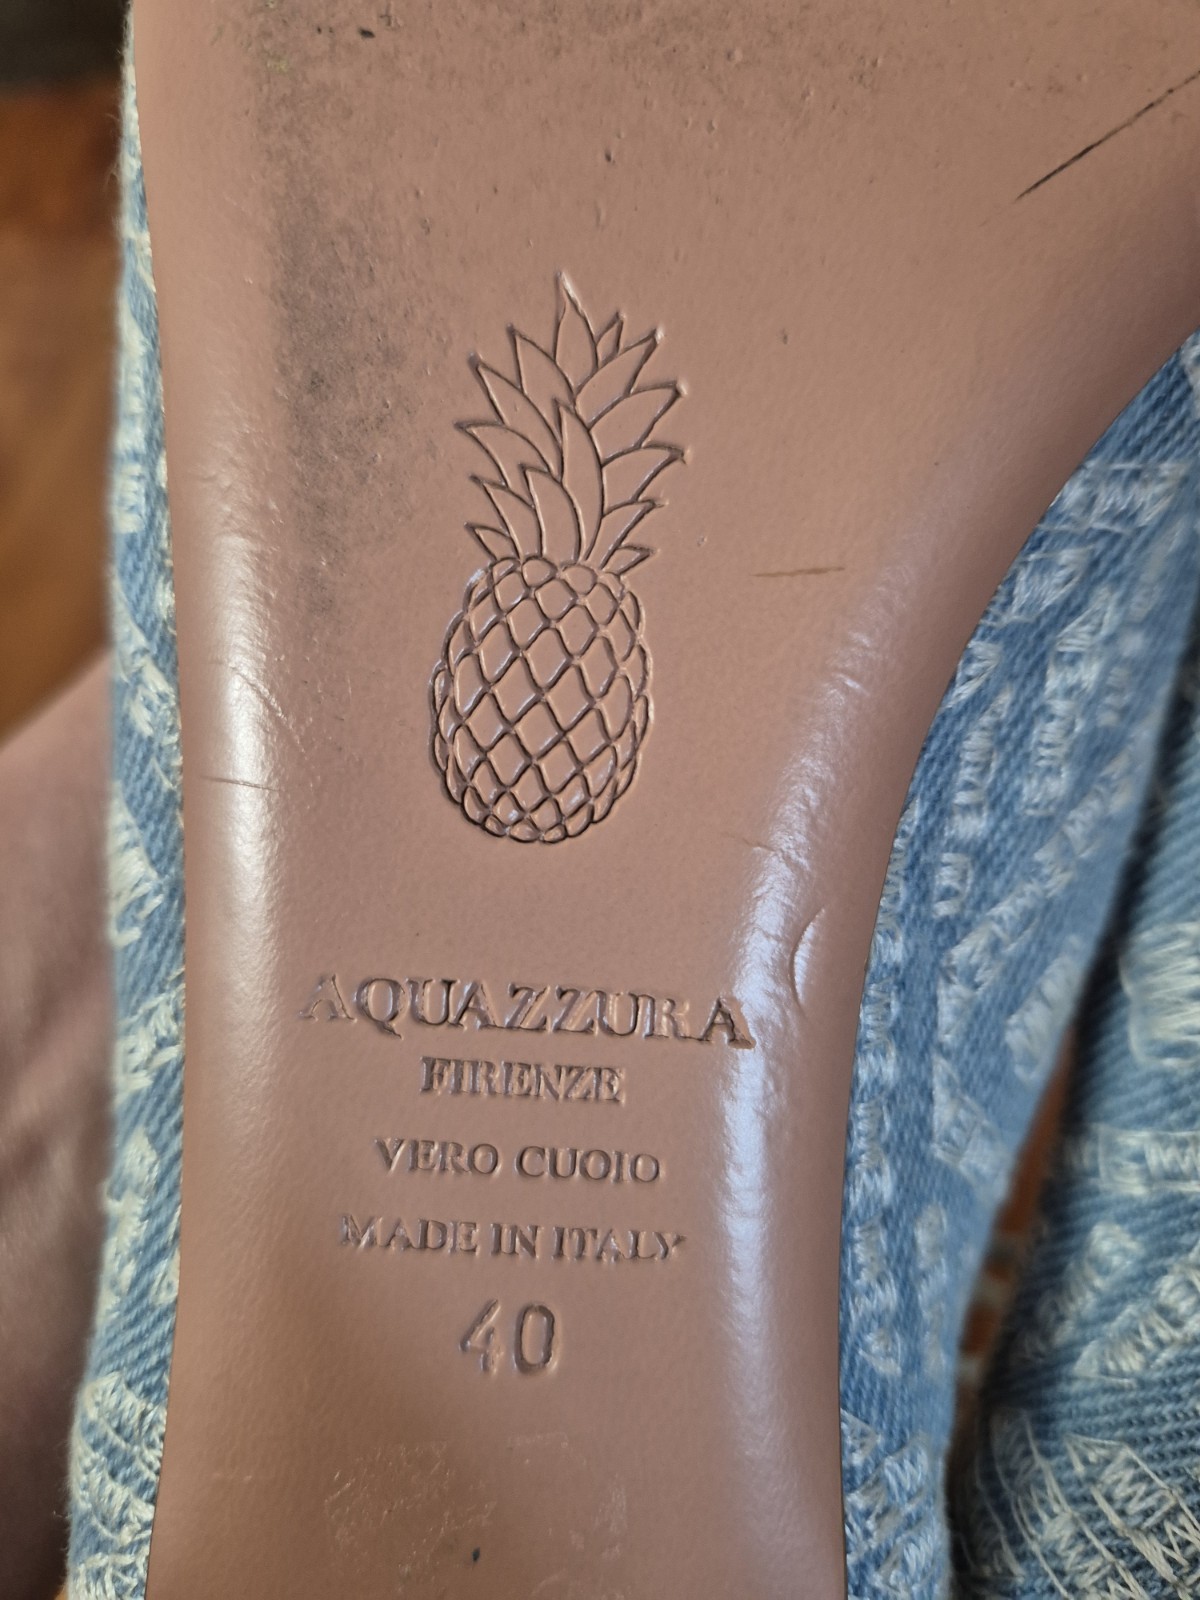 AQUAZZURA
FIRENZE
VERO CUOIO
MADE IN ITALY
40